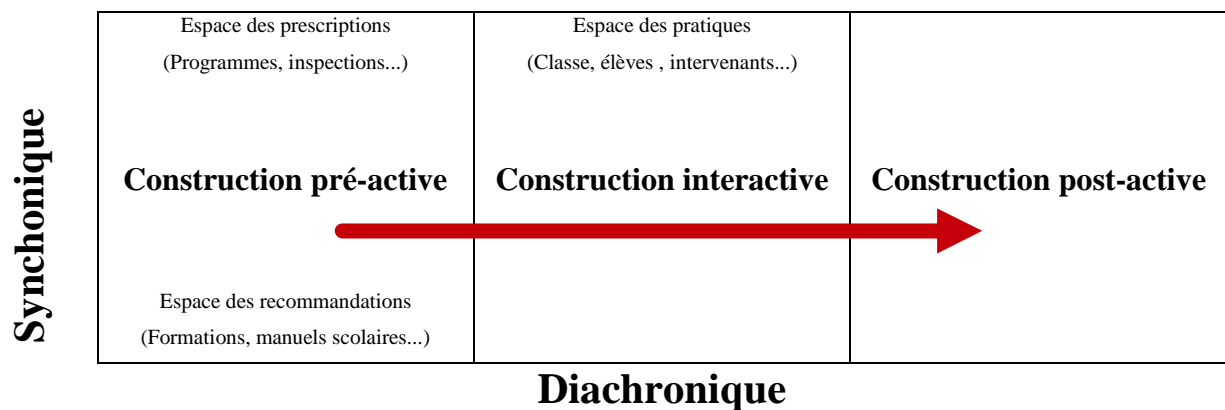 Synchonique
Espace des prescriptions
(Programmes, inspections...)
Construction pré-active
Espace des recommandations
(Formations, manuels scolaires...)
Espace des pratiques
(Classe, élèves , intervenants...)
Construction interactive
Construction post-active
Diachronique